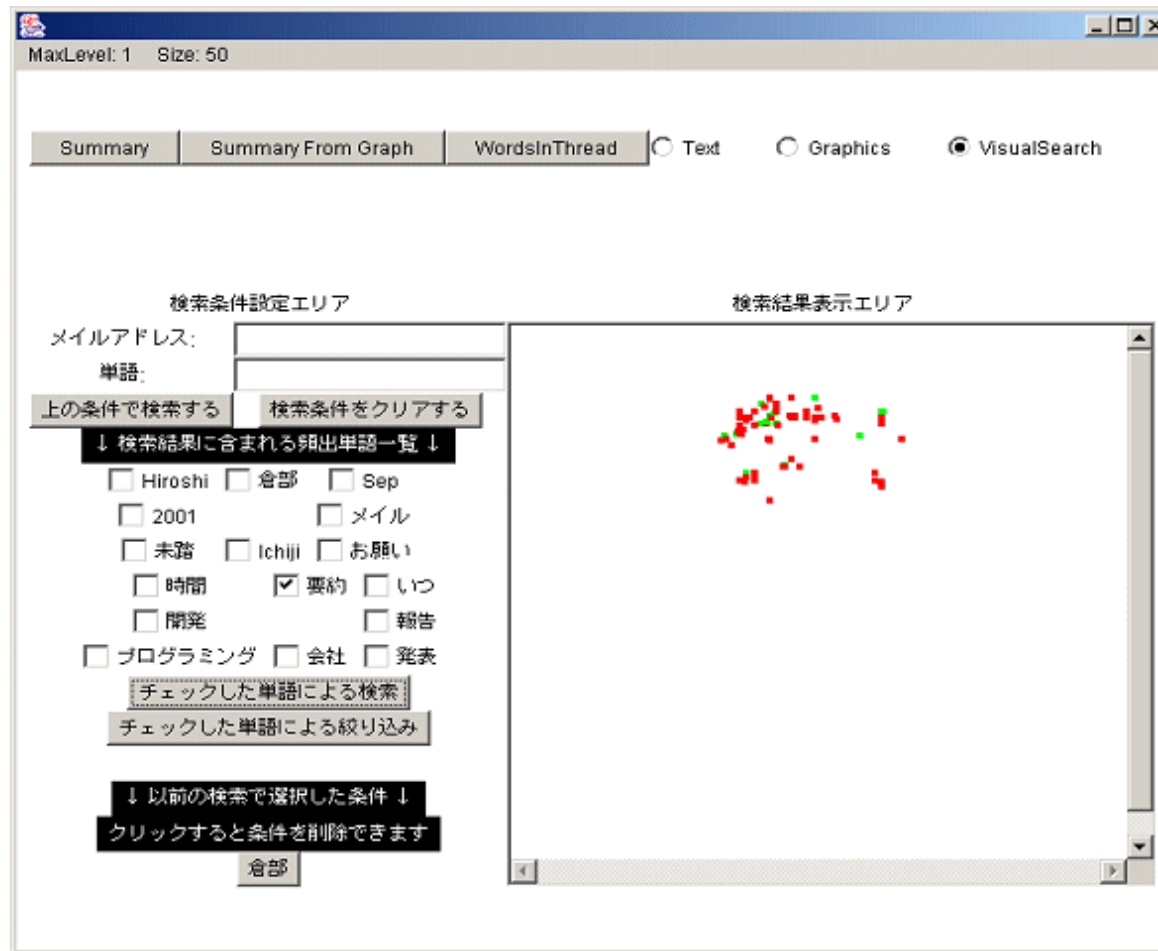 MaxLevel: 1 Size: 50
Summary Summary From Graph WordsInThread Text Graphics VisualSearch
検索条件設定エリア 検索結果表示エリア
メイルアドレス:
単語:
上の条件で検索する 検索条件をクリアする
↓ 検索結果に含まれる頻出単語一覧 ↓
Hiroshi 倉部 Sep
2001 メイル
未踏 Ichiji お願い
時間 要約 いつ
開発 報告
プログラミング 会社 発表
チェックした単語による検索
チェックした単語による絞り込み
↓ 以前の検索で選択した条件 ↓
クリックすると条件を削除できます
倉部